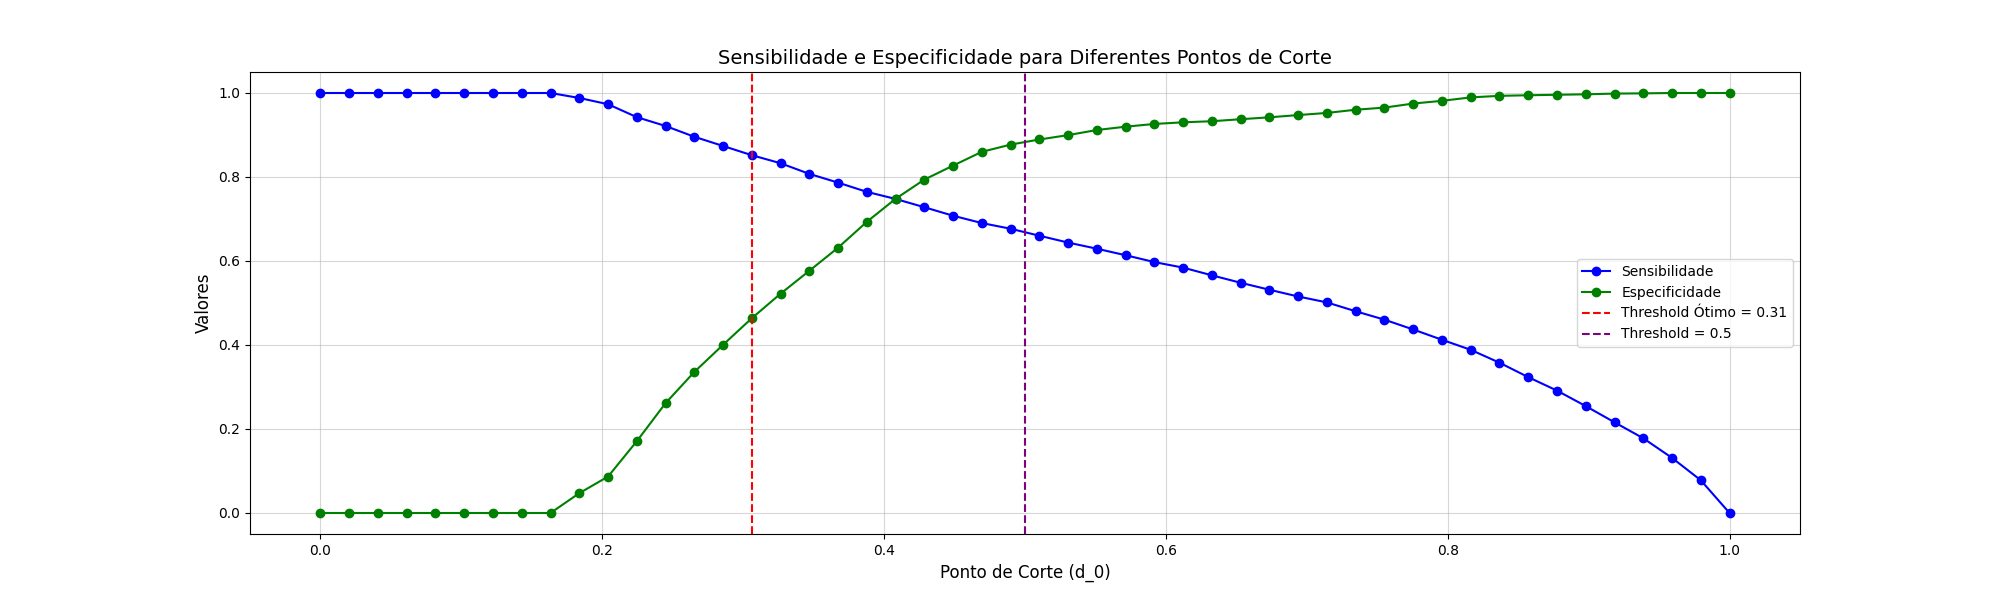 Sensibilidade e Especificidade para Diferentes Pontos de Corte
Valores
1.0
0.8
0.6
0.4
0.2
0.0
Sensibilidade
Especificidade
Threshold Ótimo = 0.31
Threshold = 0.5
0.0 0.2 0.4 0.6 0.8 1.0
Ponto de Corte (d_0)